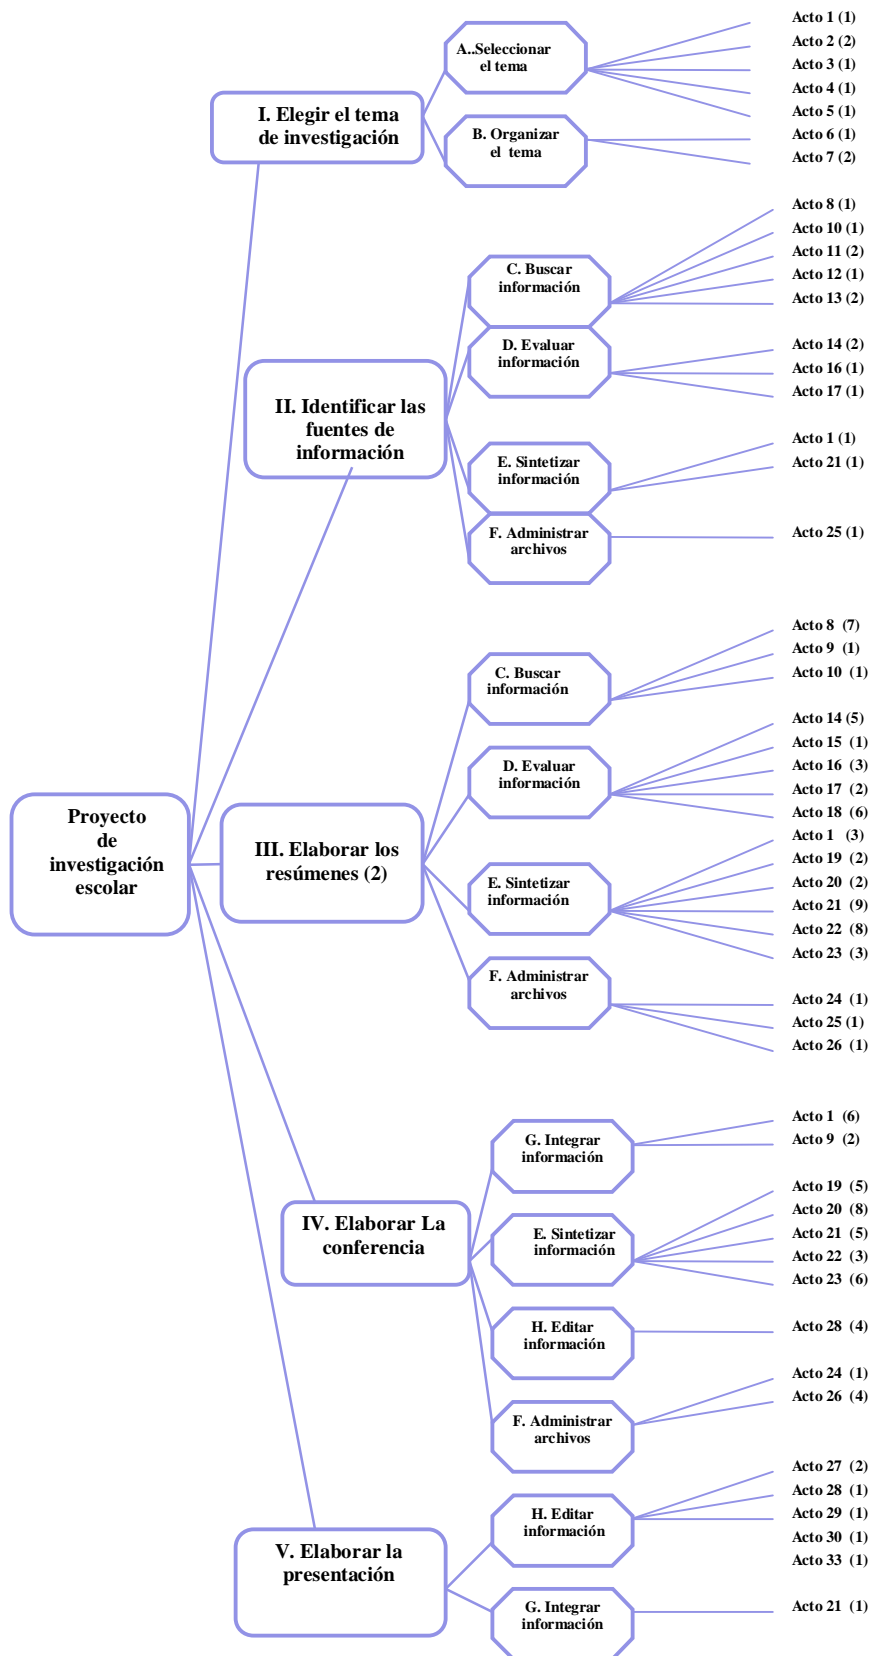 Proyecto
de
investigación
escolar
I. Elegir el tema
de investigación
A..Seleccionar
el tema
Acto 1 (1)
Acto 2 (2)
Acto 3 (1)
Acto 4 (1)
Acto 5 (1)
B. Organizar
el tema
Acto 6 (1)
Acto 7 (2)
II. Identificar las
fuentes de
información
C. Buscar
información
Acto 8 (1)
Acto 10 (1)
Acto 11 (2)
Acto 12 (1)
Acto 13 (2)
D. Evaluar
información
Acto 14 (2)
Acto 16 (1)
Acto 17 (1)
E. Sintetizar
información
Acto 1 (1)
Acto 21 (1)
F. Administrar
archivos
Acto 25 (1)
III. Elaborar los
resúmenes (2)
C. Buscar
información
Acto 8 (7)
Acto 9 (1)
Acto 10 (1)
D. Evaluar
información
Acto 14 (5)
Acto 15 (1)
Acto 16 (3)
Acto 17 (2)
Acto 18 (6)
E. Sintetizar
información
Acto 1 (3)
Acto 19 (2)
Acto 20 (2)
Acto 21 (9)
Acto 22 (8)
Acto 23 (3)
F. Administrar
archivos
Acto 24 (1)
Acto 25 (1)
Acto 26 (1)
IV. Elaborar La
conferencia
G. Integrar
información
Acto 1 (6)
Acto 9 (2)
E. Sintetizar
información
Acto 19 (5)
Acto 20 (8)
Acto 21 (5)
Acto 22 (3)
Acto 23 (6)
H. Editar
información
Acto 28 (4)
F. Administrar
archivos
Acto 24 (1)
Acto 26 (4)
V. Elaborar la
presentación
H. Editar
información
Acto 27 (2)
Acto 28 (1)
Acto 29 (1)
Acto 30 (1)
Acto 33 (1)
G. Integrar
información
Acto 21 (1)